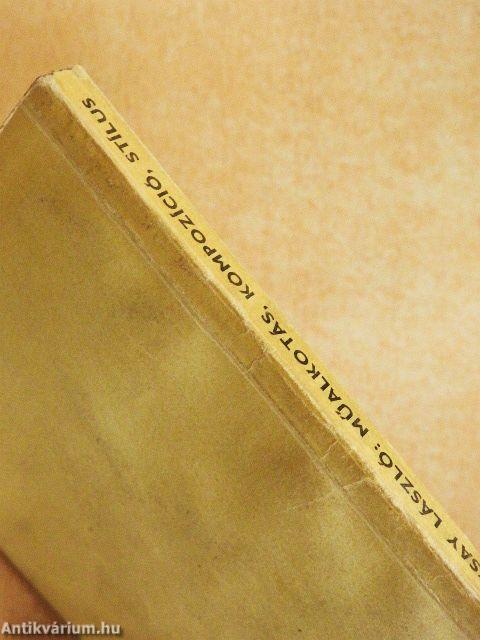 LÁSZLÓ: MŰALKOTÁS, KOMPOZÍCIÓ, STÍLUS
Antikvárium.hu